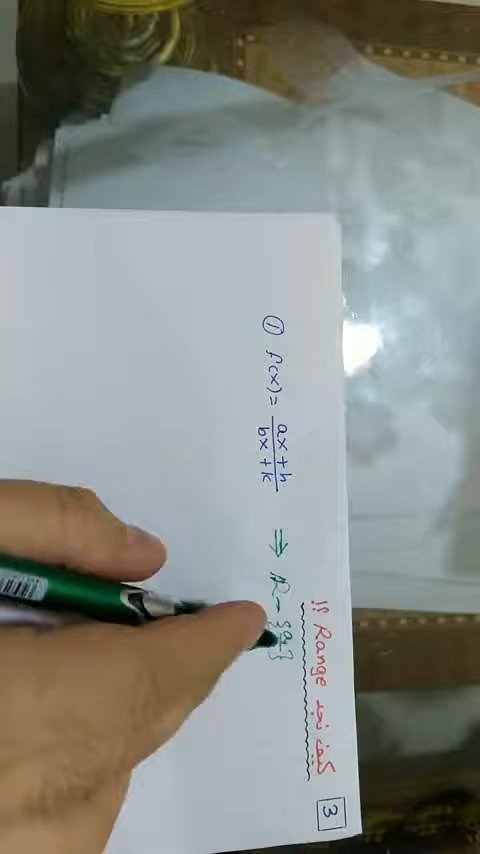 3
كيف نجد Range !!
① f(x) = ax+h / bx+k ⇒ R - {a/